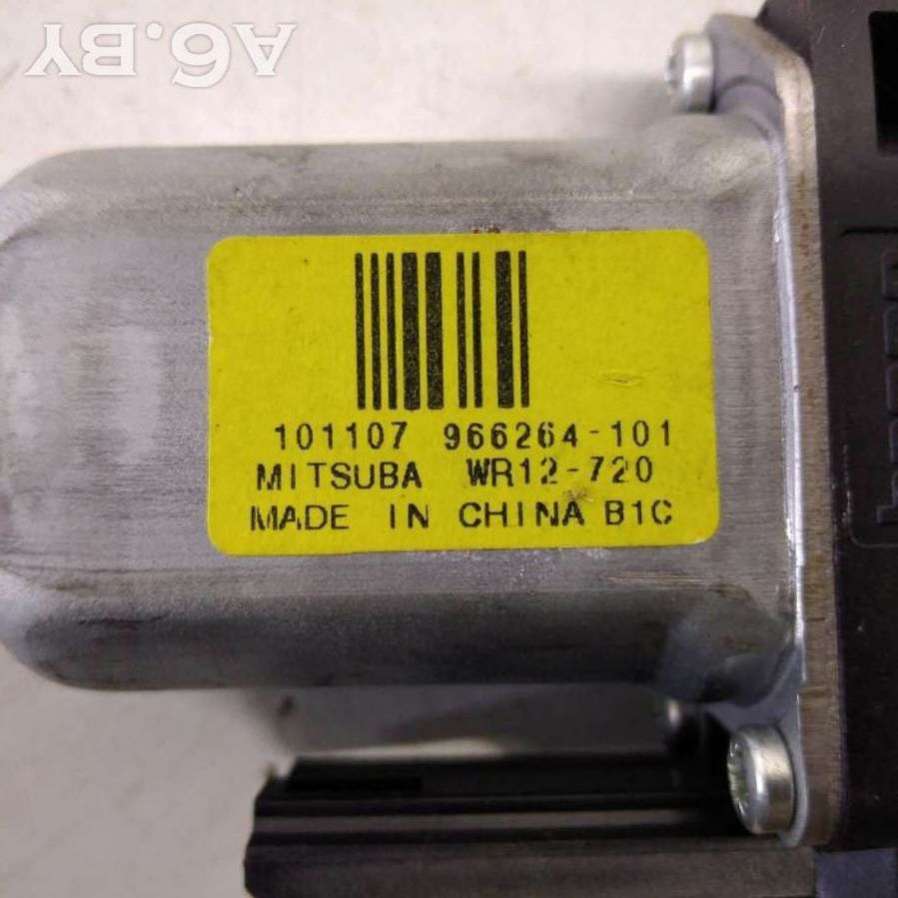 A6.BY
101107 966264-101
MITSUBA WR12-720
MADE IN CHINA B1C